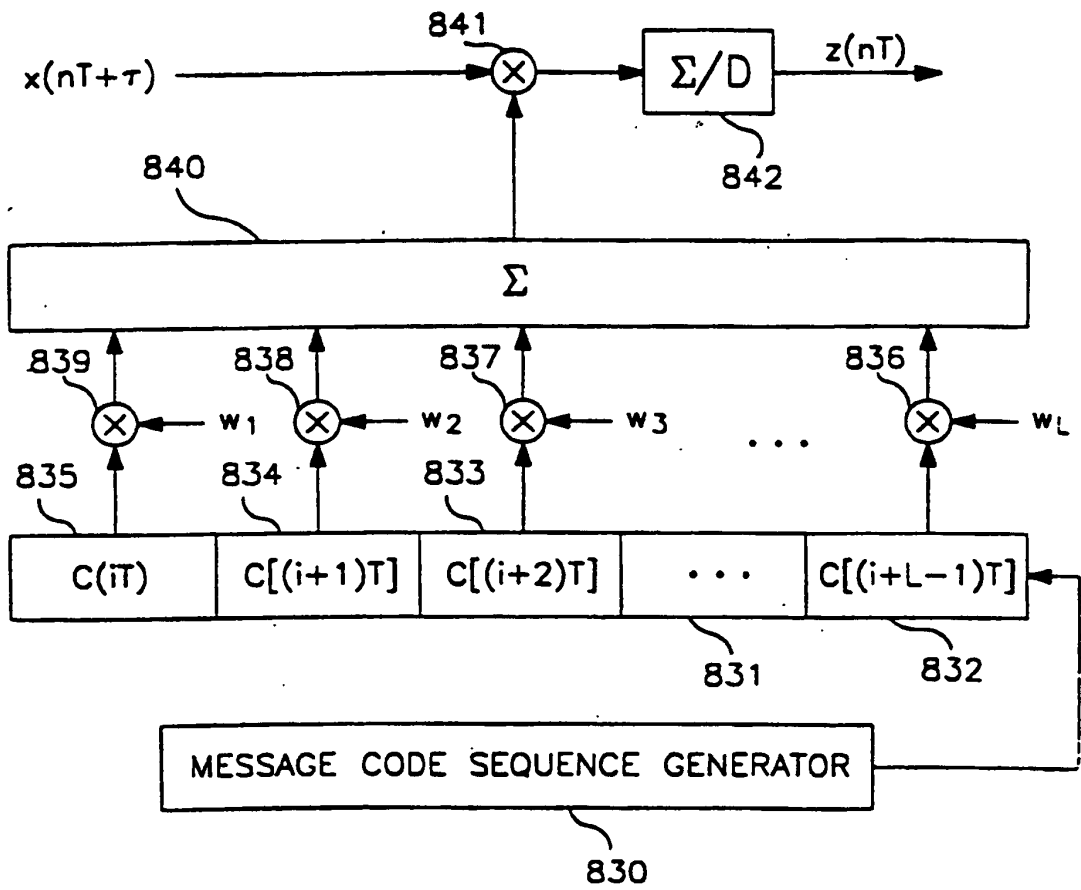 841
x(nT+τ)
×
Σ/D
z(nT)
842
840
Σ
839
838
837
836
×
w1
×
w2
×
w3
. . .
×
wL
835
834
833
C(iT)
C[(i+1)T]
C[(i+2)T]
• • •
C[(i+L-1)T]
831
832
MESSAGE CODE SEQUENCE GENERATOR
830